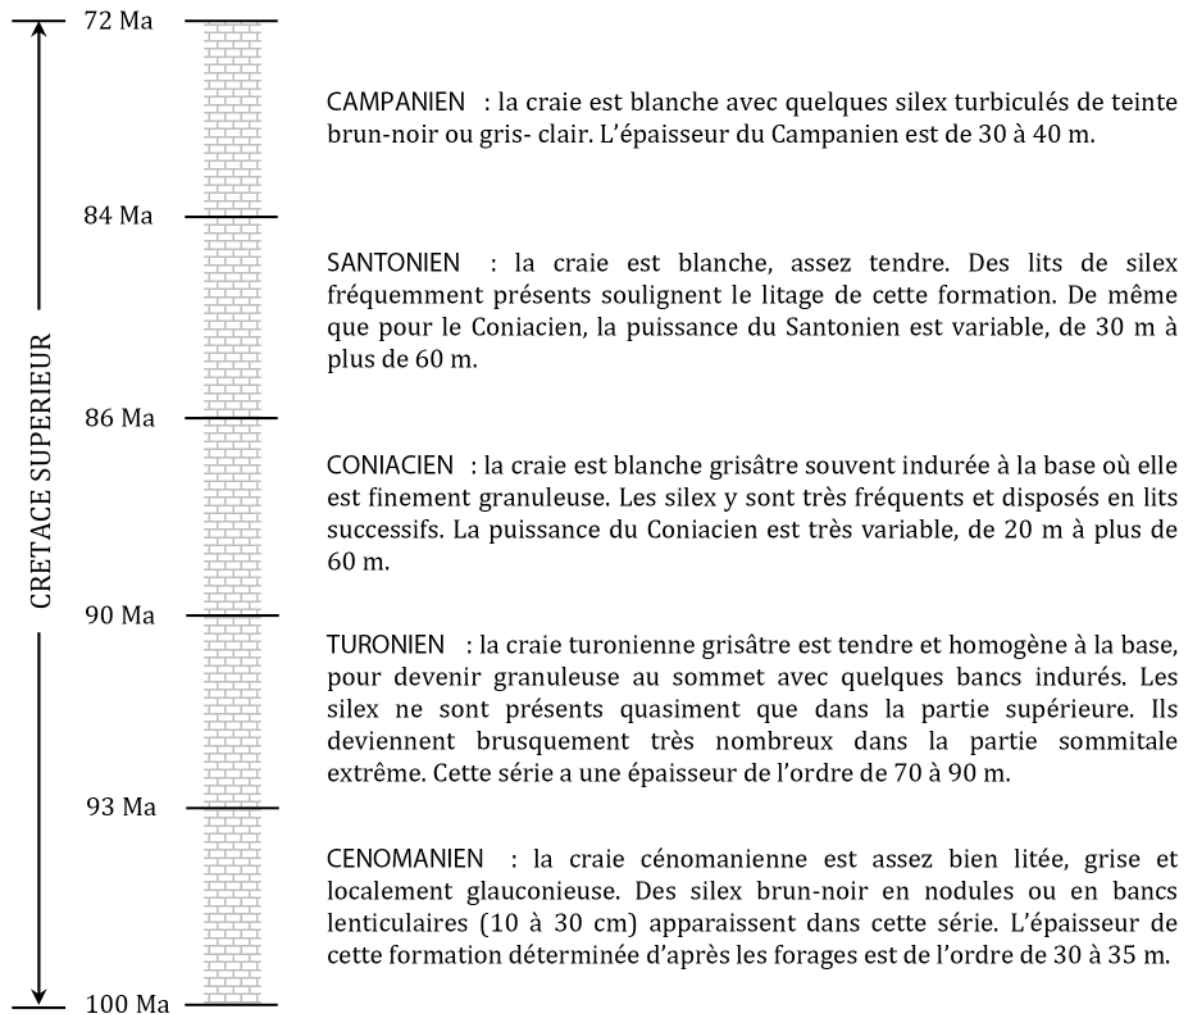 72 Ma
CAMPANIEN : la craie est blanche avec quelques silex turbiculés de teinte
brun-noir ou gris- clair. L’épaisseur du Campanien est de 30 à 40 m.
84 Ma
SANTONIEN : la craie est blanche, assez tendre. Des lits de silex
fréquemment présents soulignent le litage de cette formation. De même
que pour le Coniacien, la puissance du Santonien est variable, de 30 m à
plus de 60 m.
CRETACE SUPERIEUR
86 Ma
CONIACIEN : la craie est blanche grisâtre souvent indurée à la base où elle
est finement granuleuse. Les silex y sont très fréquents et disposés en lits
successifs. La puissance du Coniacien est très variable, de 20 m à plus de
60 m.
90 Ma
TURONIEN : la craie turonienne grisâtre est tendre et homogène à la base,
pour devenir granuleuse au sommet avec quelques bancs indurés. Les
silex ne sont présents quasiment que dans la partie supérieure. Ils
deviennent brusquement très nombreux dans la partie sommitale
extrême. Cette série a une épaisseur de l’ordre de 70 à 90 m.
93 Ma
CENOMANIEN : la craie cénomanienne est assez bien litée, grise et
localement glauconieuse. Des silex brun-noir en nodules ou en bancs
lenticulaires (10 à 30 cm) apparaissent dans cette série. L’épaisseur de
cette formation déterminée d’après les forages est de l’ordre de 30 à 35 m.
100 Ma